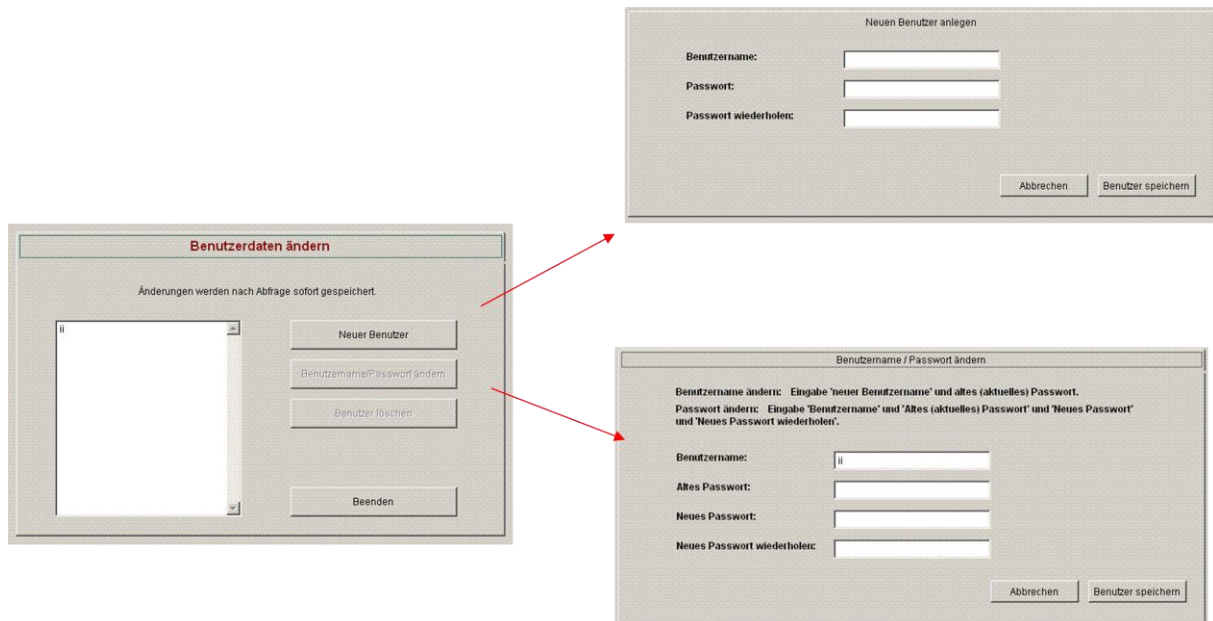 Neuen Benutzer anlegen
Benutzername:
Passwort:
Passwort wiederholen:
Abbrechen Benutzer speichern
Benutzerdaten ändern
Änderungen werden nach Abfrage sofort gespeichert.
ii
Neuer Benutzer
Benutzername/Passwort ändern
Benutzer löschen
Beenden
Benutzername / Passwort ändern
Benutzername ändern: Eingabe 'neuer Benutzername' und altes (aktuelles) Passwort.
Passwort ändern: Eingabe 'Benutzername' und 'Altes (aktuelles) Passwort' und 'Neues Passwort'
und 'Neues Passwort wiederholen'.
Benutzername: ii
Altes Passwort:
Neues Passwort:
Neues Passwort wiederholen:
Abbrechen Benutzer speichern